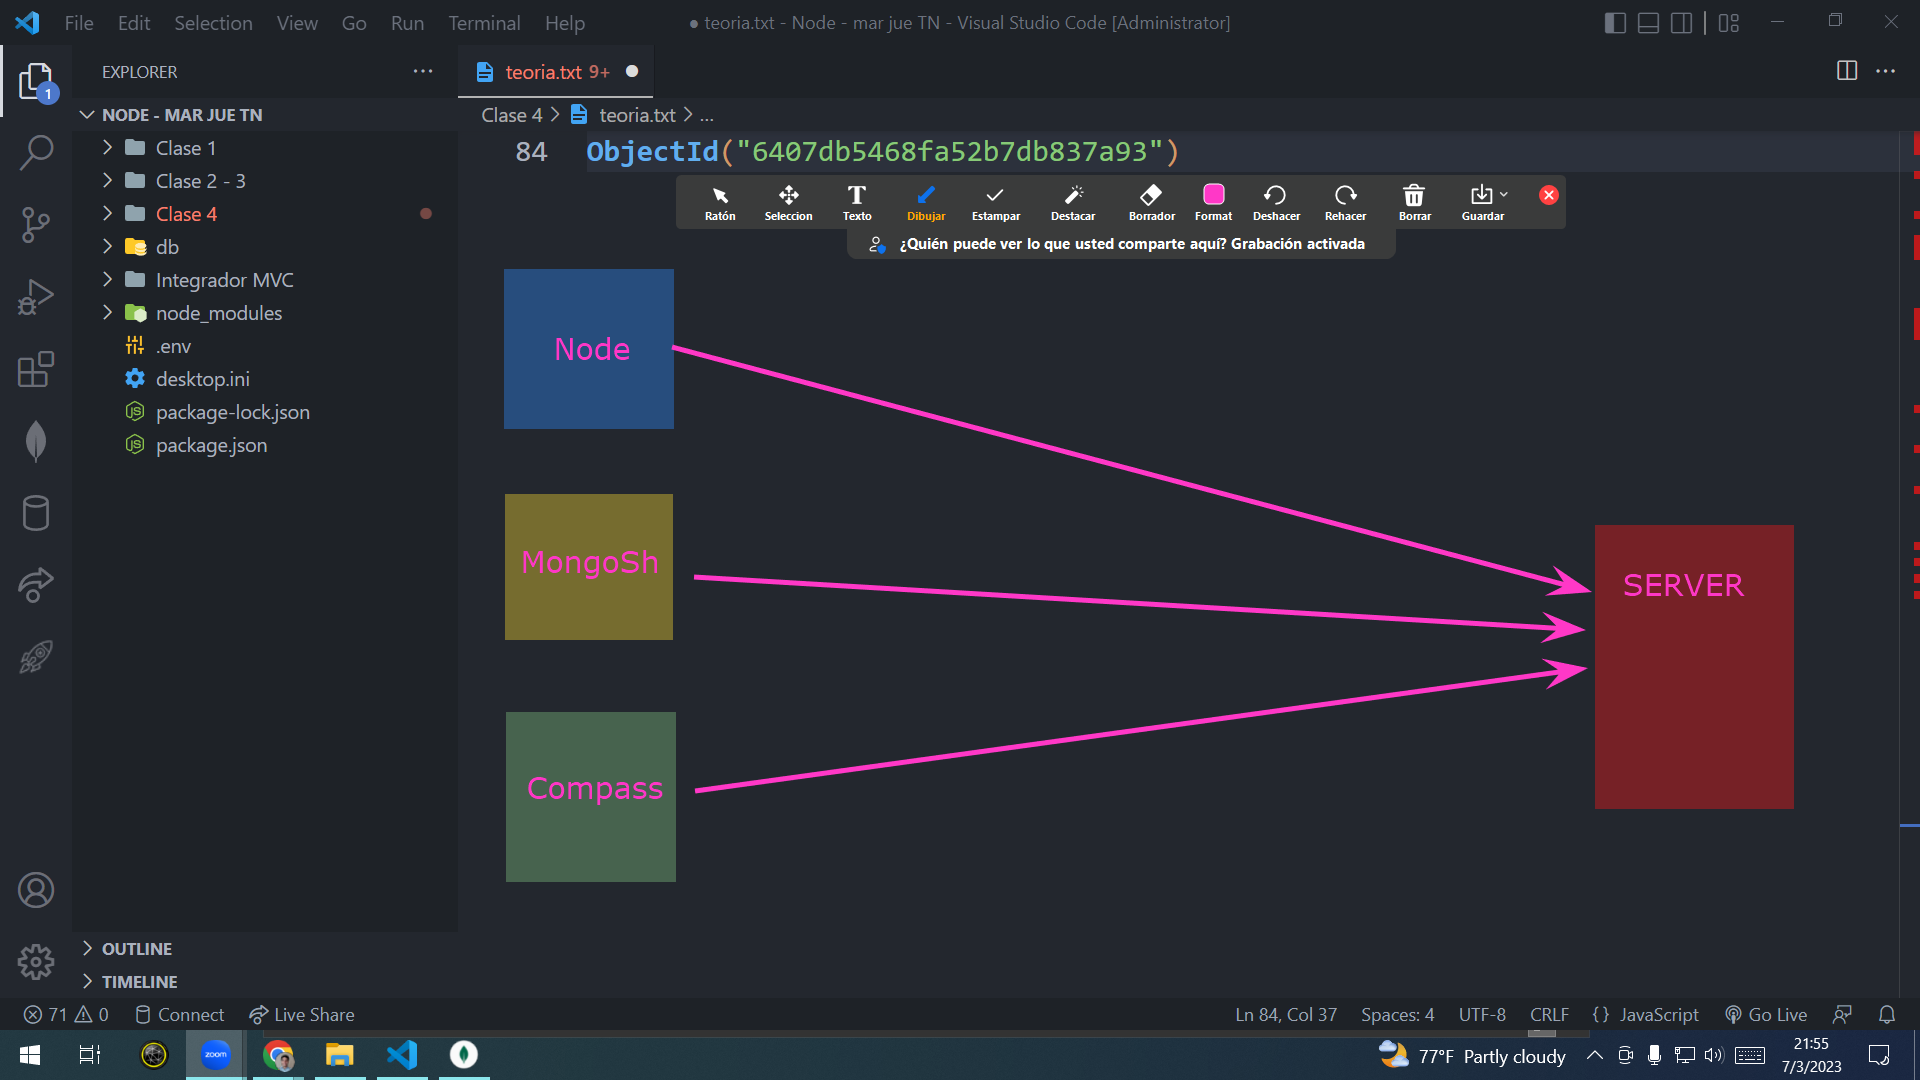 File Edit Selection View Go Run Terminal Help
● teoria.txt - Node - mar jue TN - Visual Studio Code [Administrator]
EXPLORER
teoria.txt 9+
1
NODE - MAR JUE TN
Clase 4 > teoria.txt > ...
Clase 1
Clase 2 - 3
Clase 4
db
Integrador MVC
node_modules
.env
desktop.ini
package-lock.json
package.json
84 ObjectId("6407db5468fa52b7db837a93")
Ratón Seleccion Texto Dibujar Estampar Destacar Borrador Format Deshacer Rehacer Borrar Guardar
¿Quién puede ver lo que usted comparte aquí? Grabación activada
Node
MongoSh
SERVER
Compass
OUTLINE
TIMELINE
71 0 Connect Live Share
Ln 84, Col 37 Spaces: 4 UTF-8 CRLF {} JavaScript Go Live
zoom
77°F Partly cloudy
21:55
7/3/2023